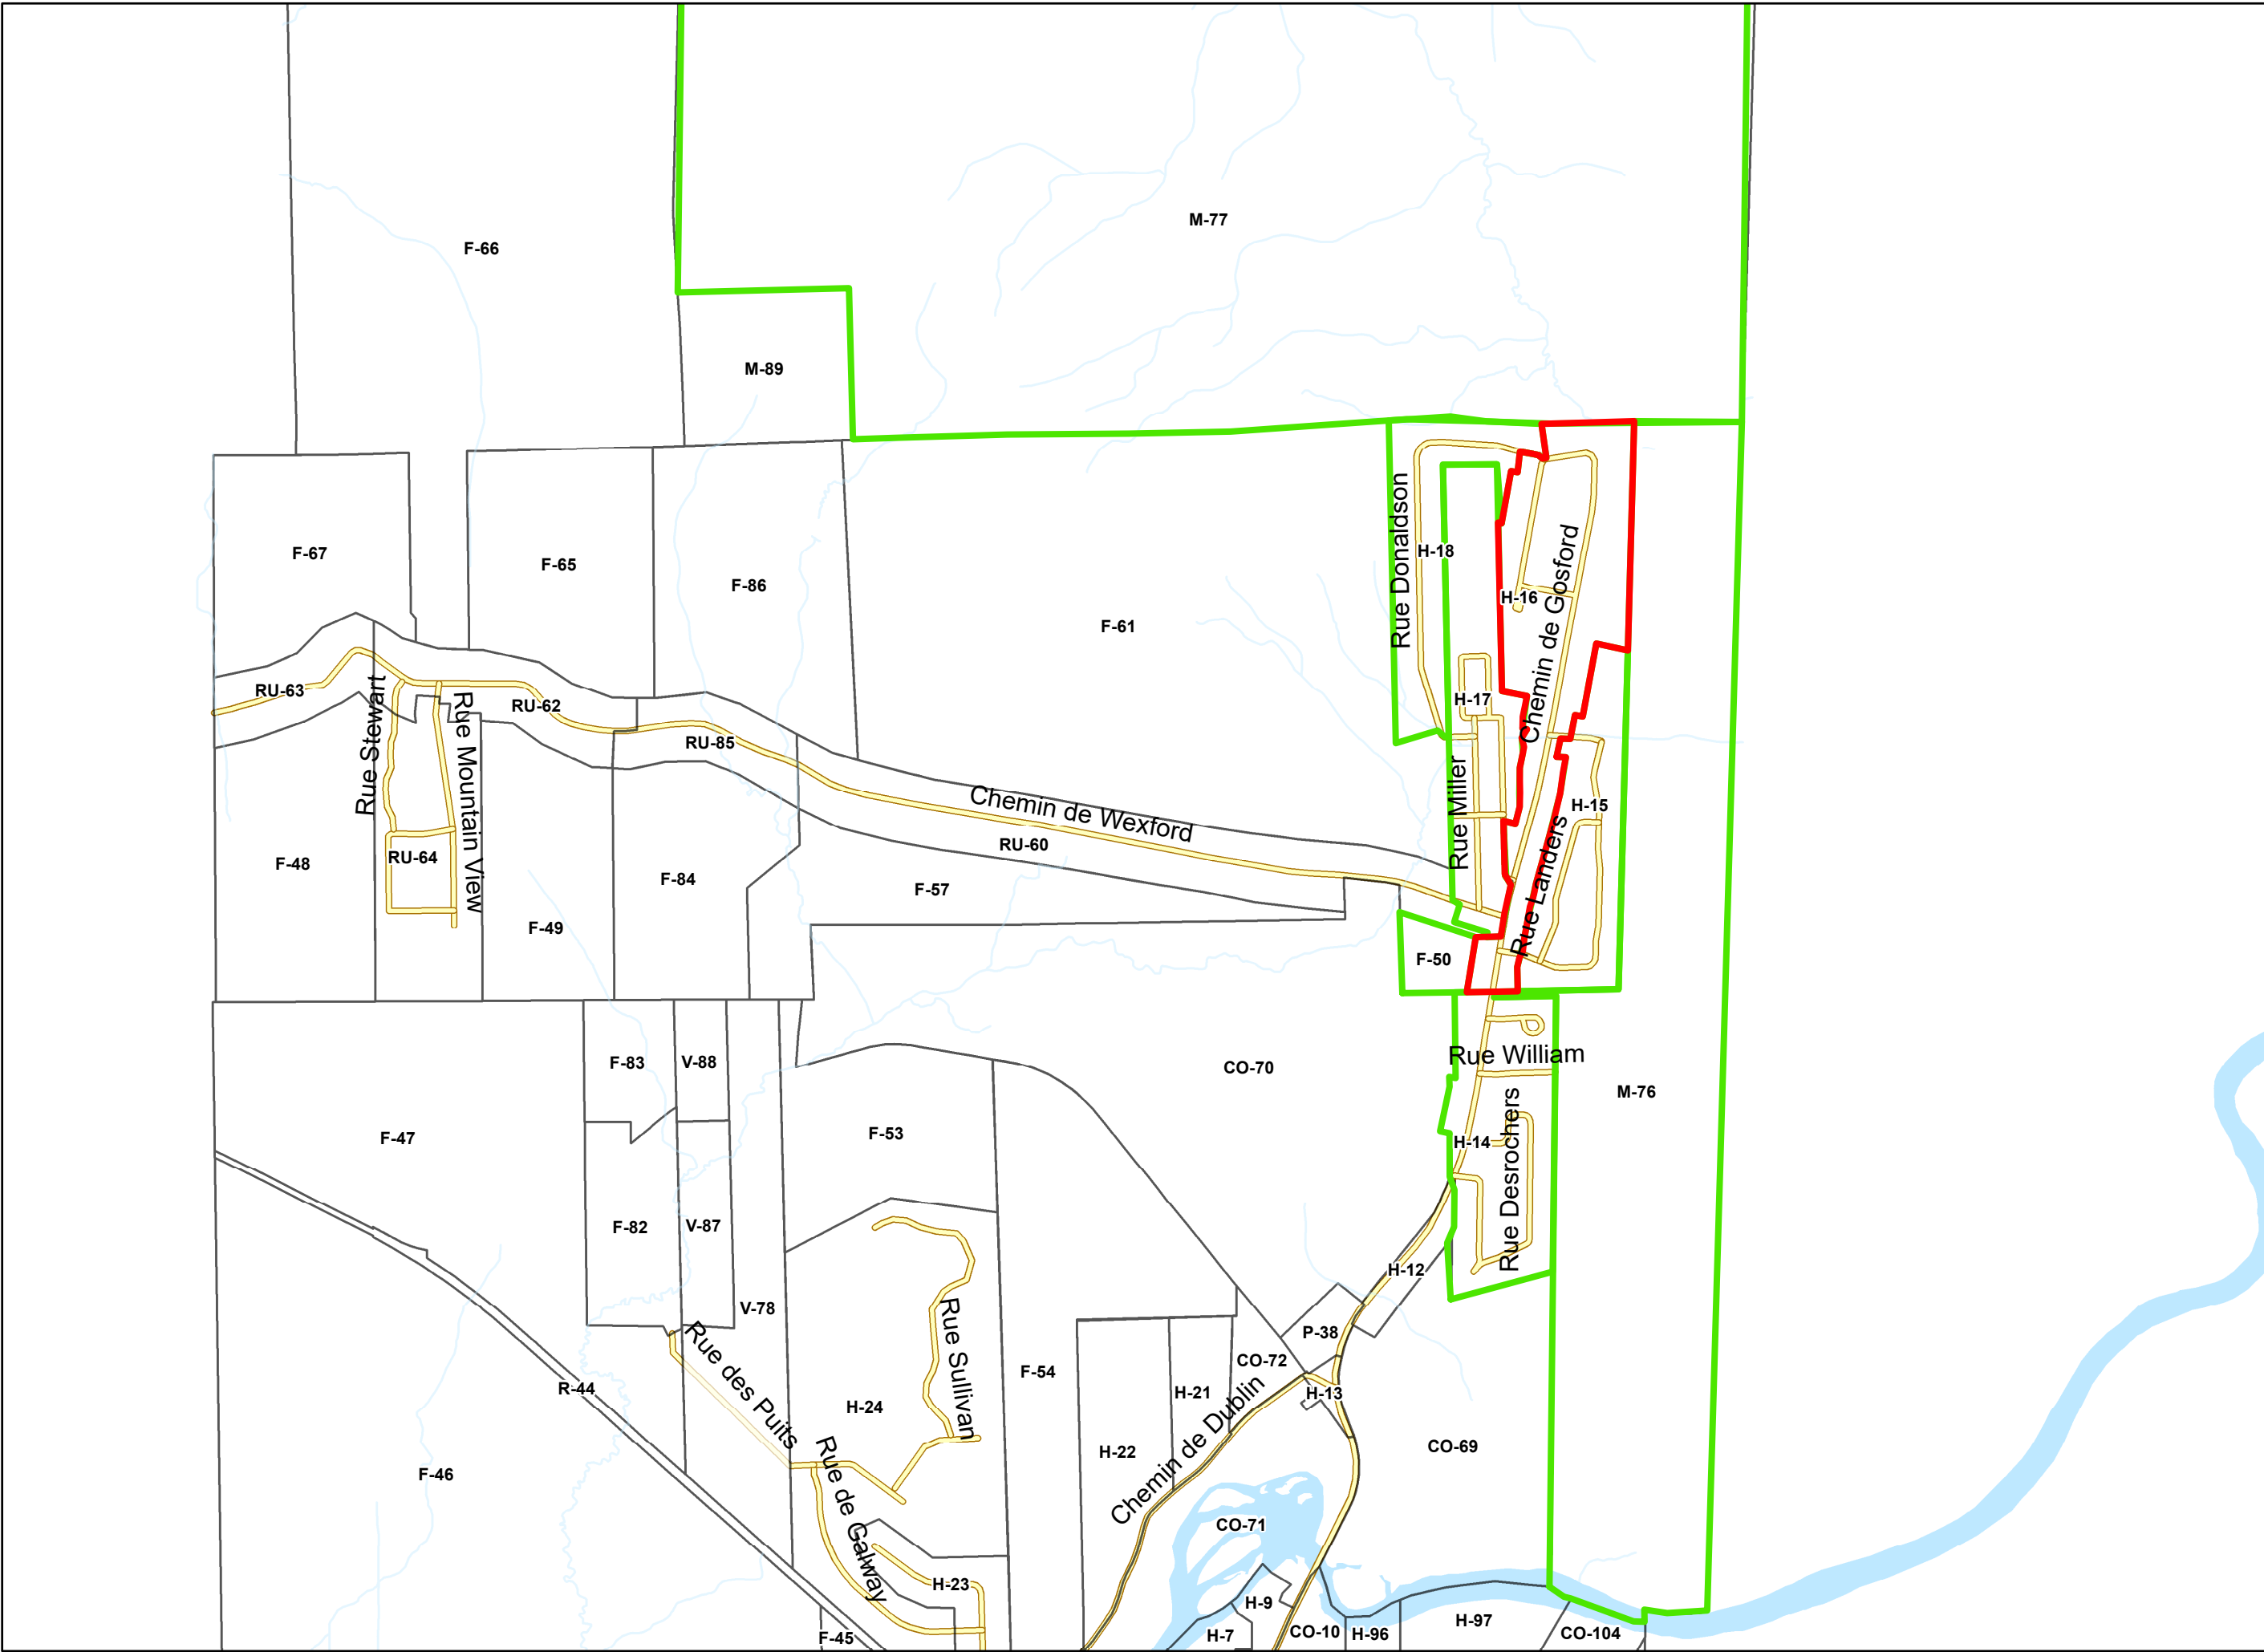 M-77
F-66
M-89
F-67
F-65
F-86
F-61
Rue Donaldson
H-18
H-16
Chemin de Gosford
H-17
RU-63
RU-62
RU-85
Rue Stewart
Rue Mountain View
Chemin de Wexford
RU-60
Rue Miller
H-15
Rue Landers
F-48
RU-64
F-84
F-57
F-49
F-50
F-83
V-88
CO-70
Rue William
M-76
F-47
F-53
H-14
Rue Desrochers
F-82
V-87
H-12
V-78
P-38
Rue des Puits
Rue Sullivan
F-54
CO-72
R-44
H-21
H-13
H-24
Chemin de Dublin
H-22
CO-69
F-46
Rue de Galway
CO-71
H-23
H-9
H-97
F-45
H-7
CO-10
H-96
CO-104